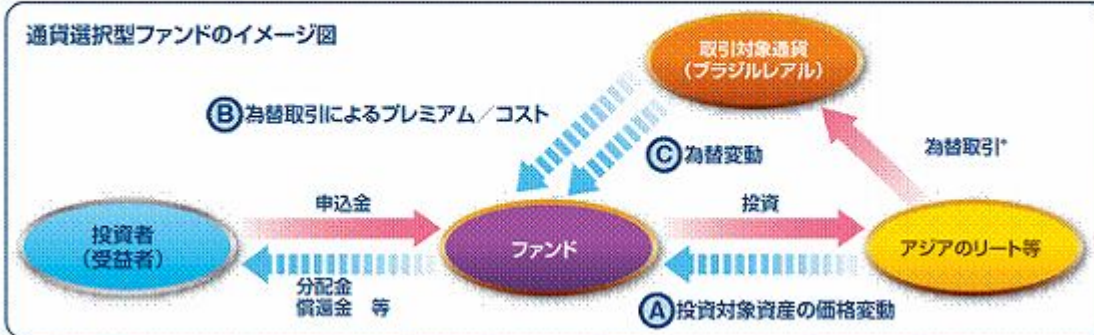 通貨選択型ファンドのイメージ図
取引対象通貨
（ブラジルレアル）
Ⓑ為替取引によるプレミアム／コスト
Ⓒ為替変動
為替取引*
申込金
投資
投資者
（受益者）
ファンド
アジアのリート等
分配金
償還金 等
Ⓐ投資対象資産の価格変動